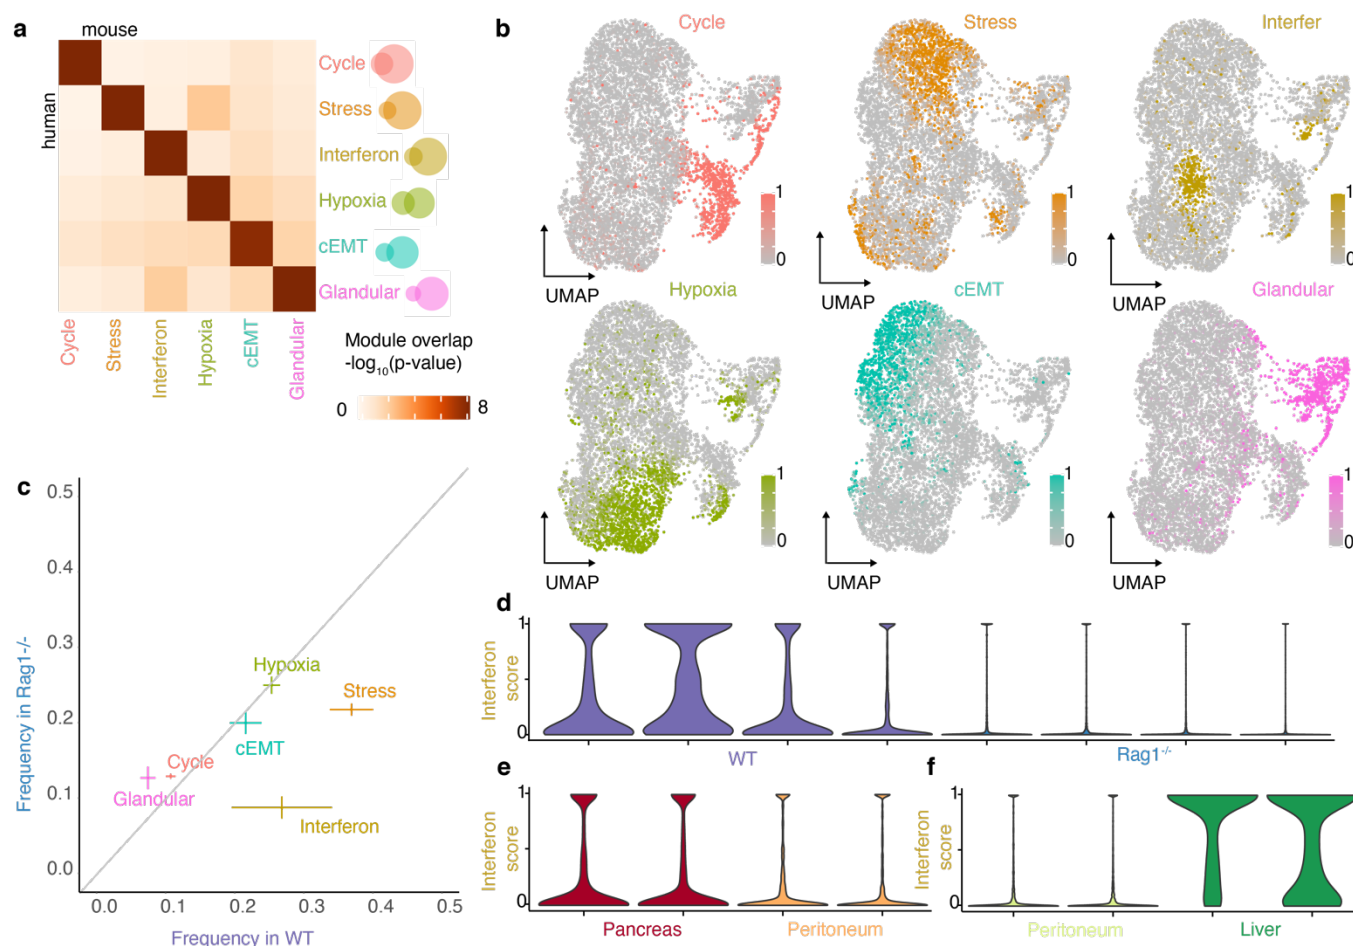 a
mouse
human
Cycle
Stress
Interferon
Hypoxia
cEMT
Glandular
Cycle
Stress
Interferon
Hypoxia
cEMT
Glandular
Module overlap
-log10(p-value)
0
8
b
Cycle
1
0
UMAP
Stress
1
0
UMAP
Interfer
1
0
UMAP
Hypoxia
1
0
UMAP
cEMT
1
0
UMAP
Glandular
1
0
UMAP
c
Frequency in Rag1-/-
0.5
0.4
0.3
0.2
0.1
0.0
Hypoxia
Stress
cEMT
Cycle
Glandular
Interferon
0.0 0.1 0.2 0.3 0.4 0.5
Frequency in WT
d
Interferon
score
1
0
WT
Rag1-/-
e
Interferon
score
1
0
Pancreas
Peritoneum
f
Interferon
score
1
0
Peritoneum
Liver